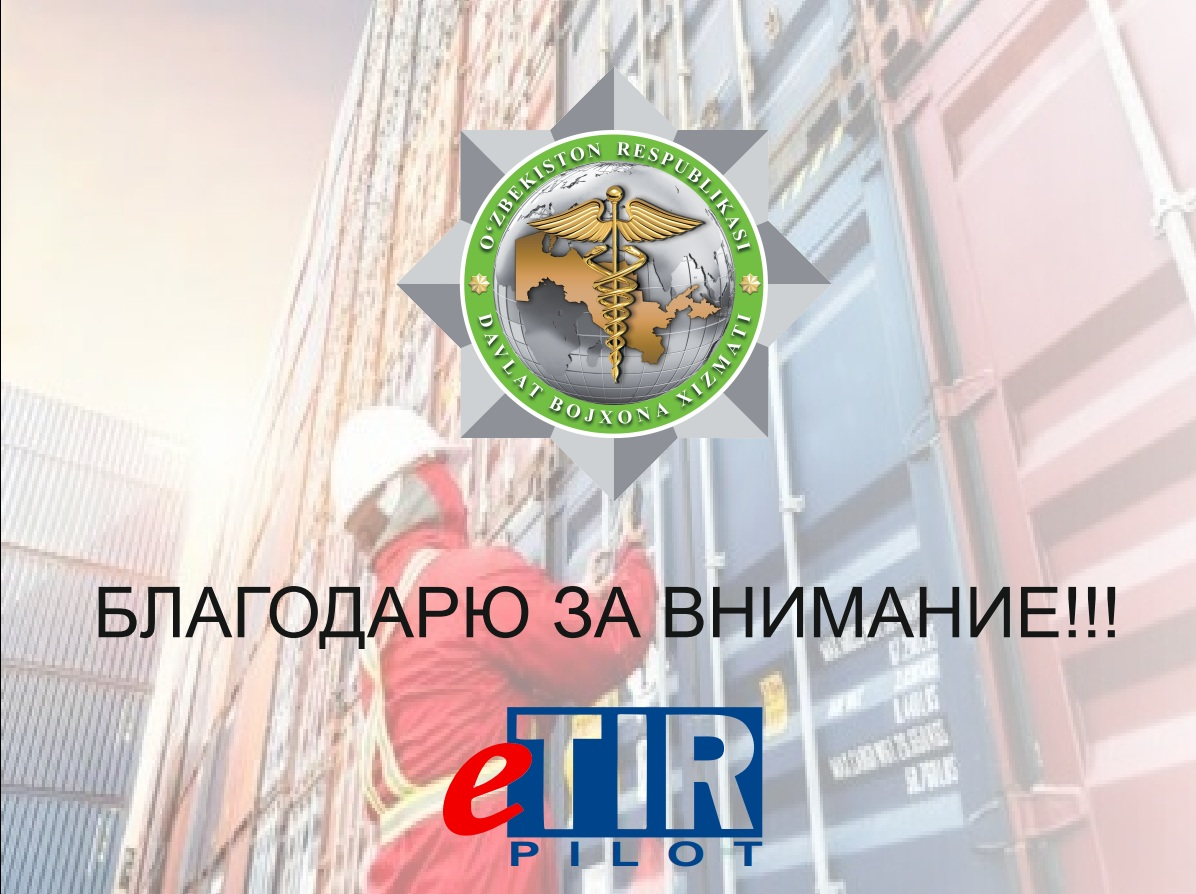 O‘ZBEKISTON RESPUBLIKASI
DAVLAT BOJXONA XIZMATI
БЛАГОДАРЮ ЗА ВНИМАНИЕ!!!
eTIR
PILOT